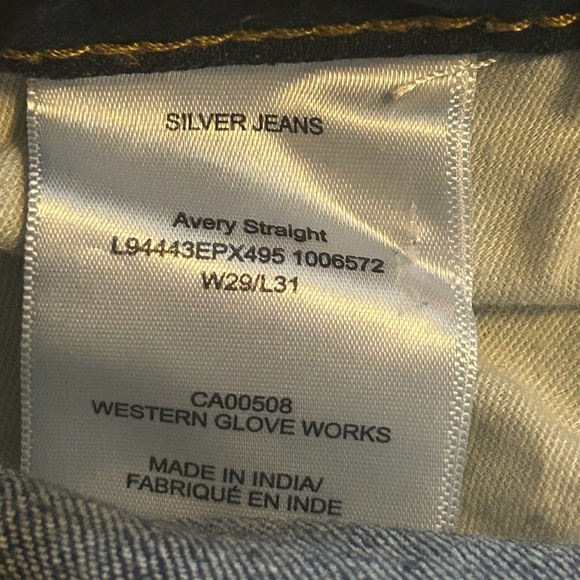 SILVER JEANS
Avery Straight
L94443EPX495 1006572
W29/L31
CA00508
WESTERN GLOVE WORKS
MADE IN INDIA/
FABRIQUÉ EN INDE